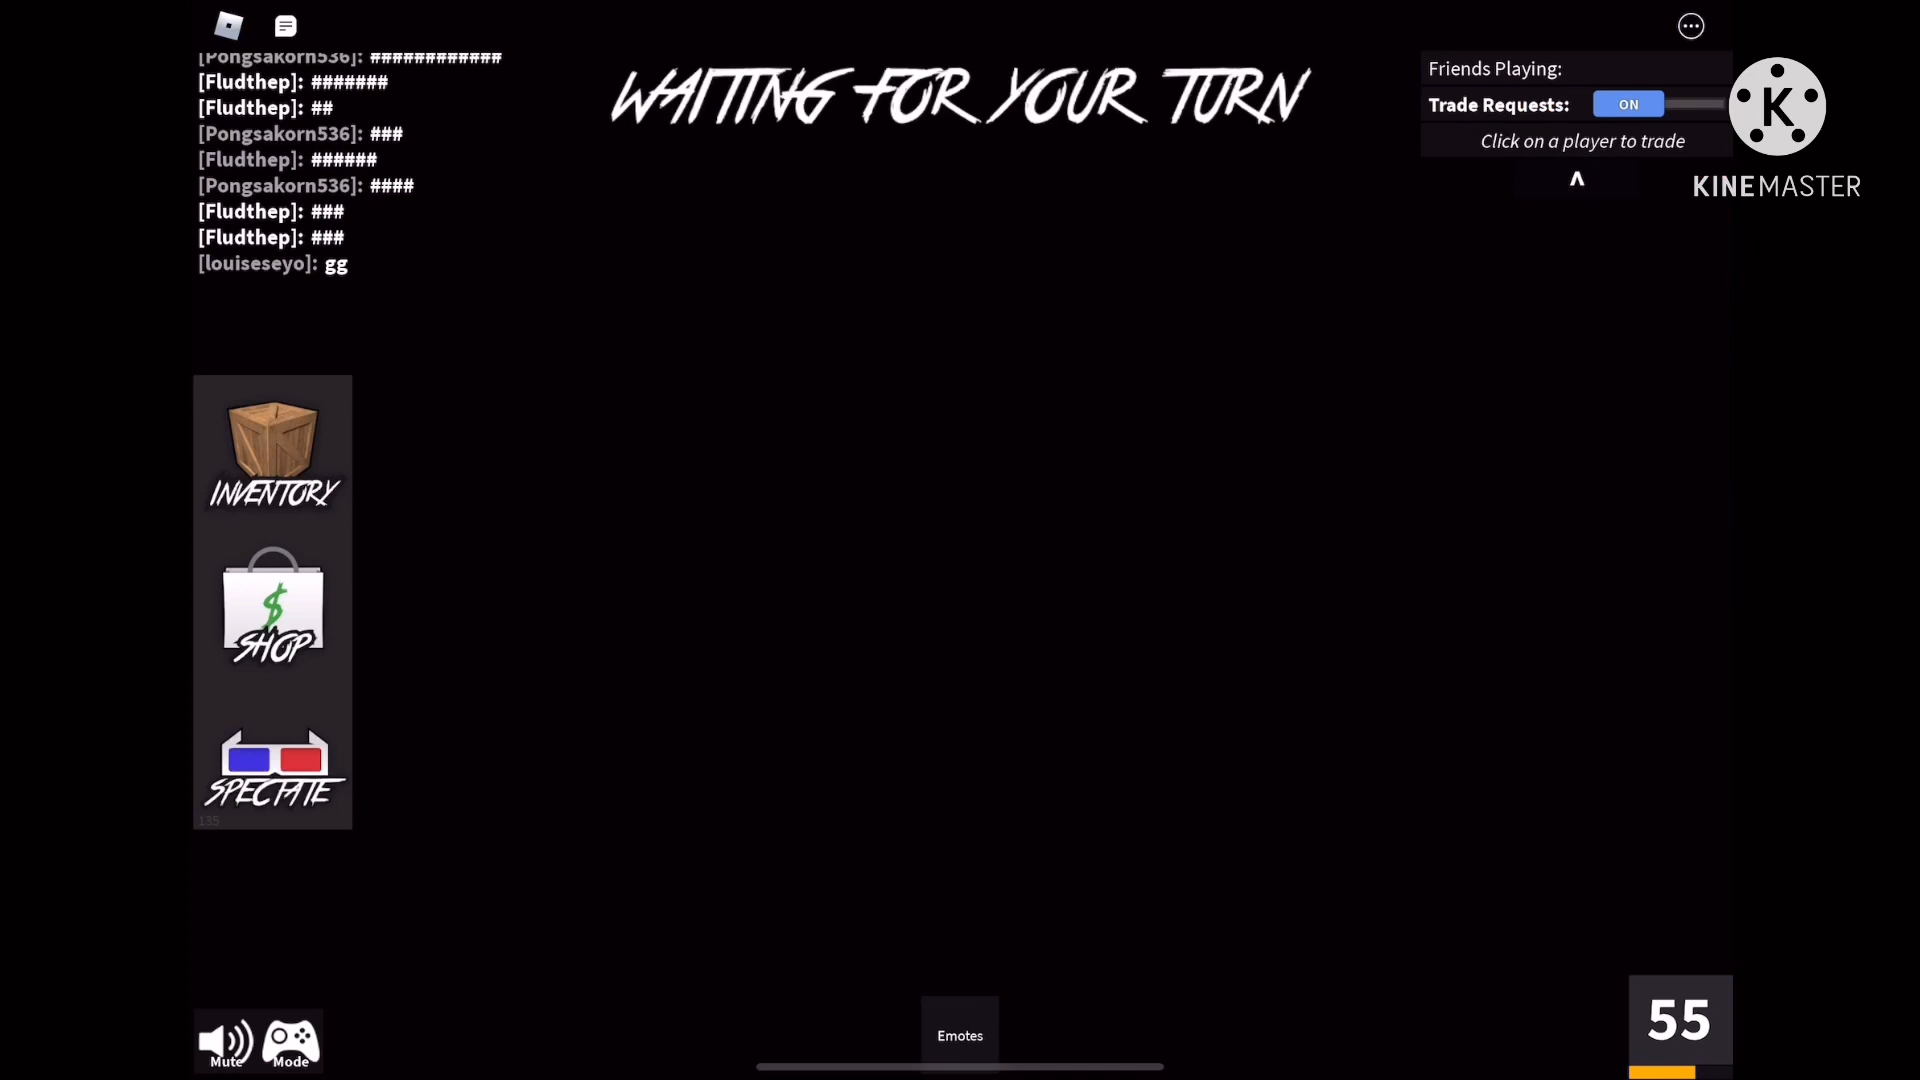 [Pongsakorn536]: ############
[Fludthep]: #######
[Fludthep]: ##
[Pongsakorn536]: ###
[Fludthep]: ######
[Pongsakorn536]: ####
[Fludthep]: ###
[Fludthep]: ###
[louiseseyo]: gg
WAITING FOR YOUR TURN
Friends Playing:
Trade Requests: ON
Click on a player to trade
KINEMASTER
INVENTORY
$
SHOP
SPECTATE
135
Mute
Mode
Emotes
55